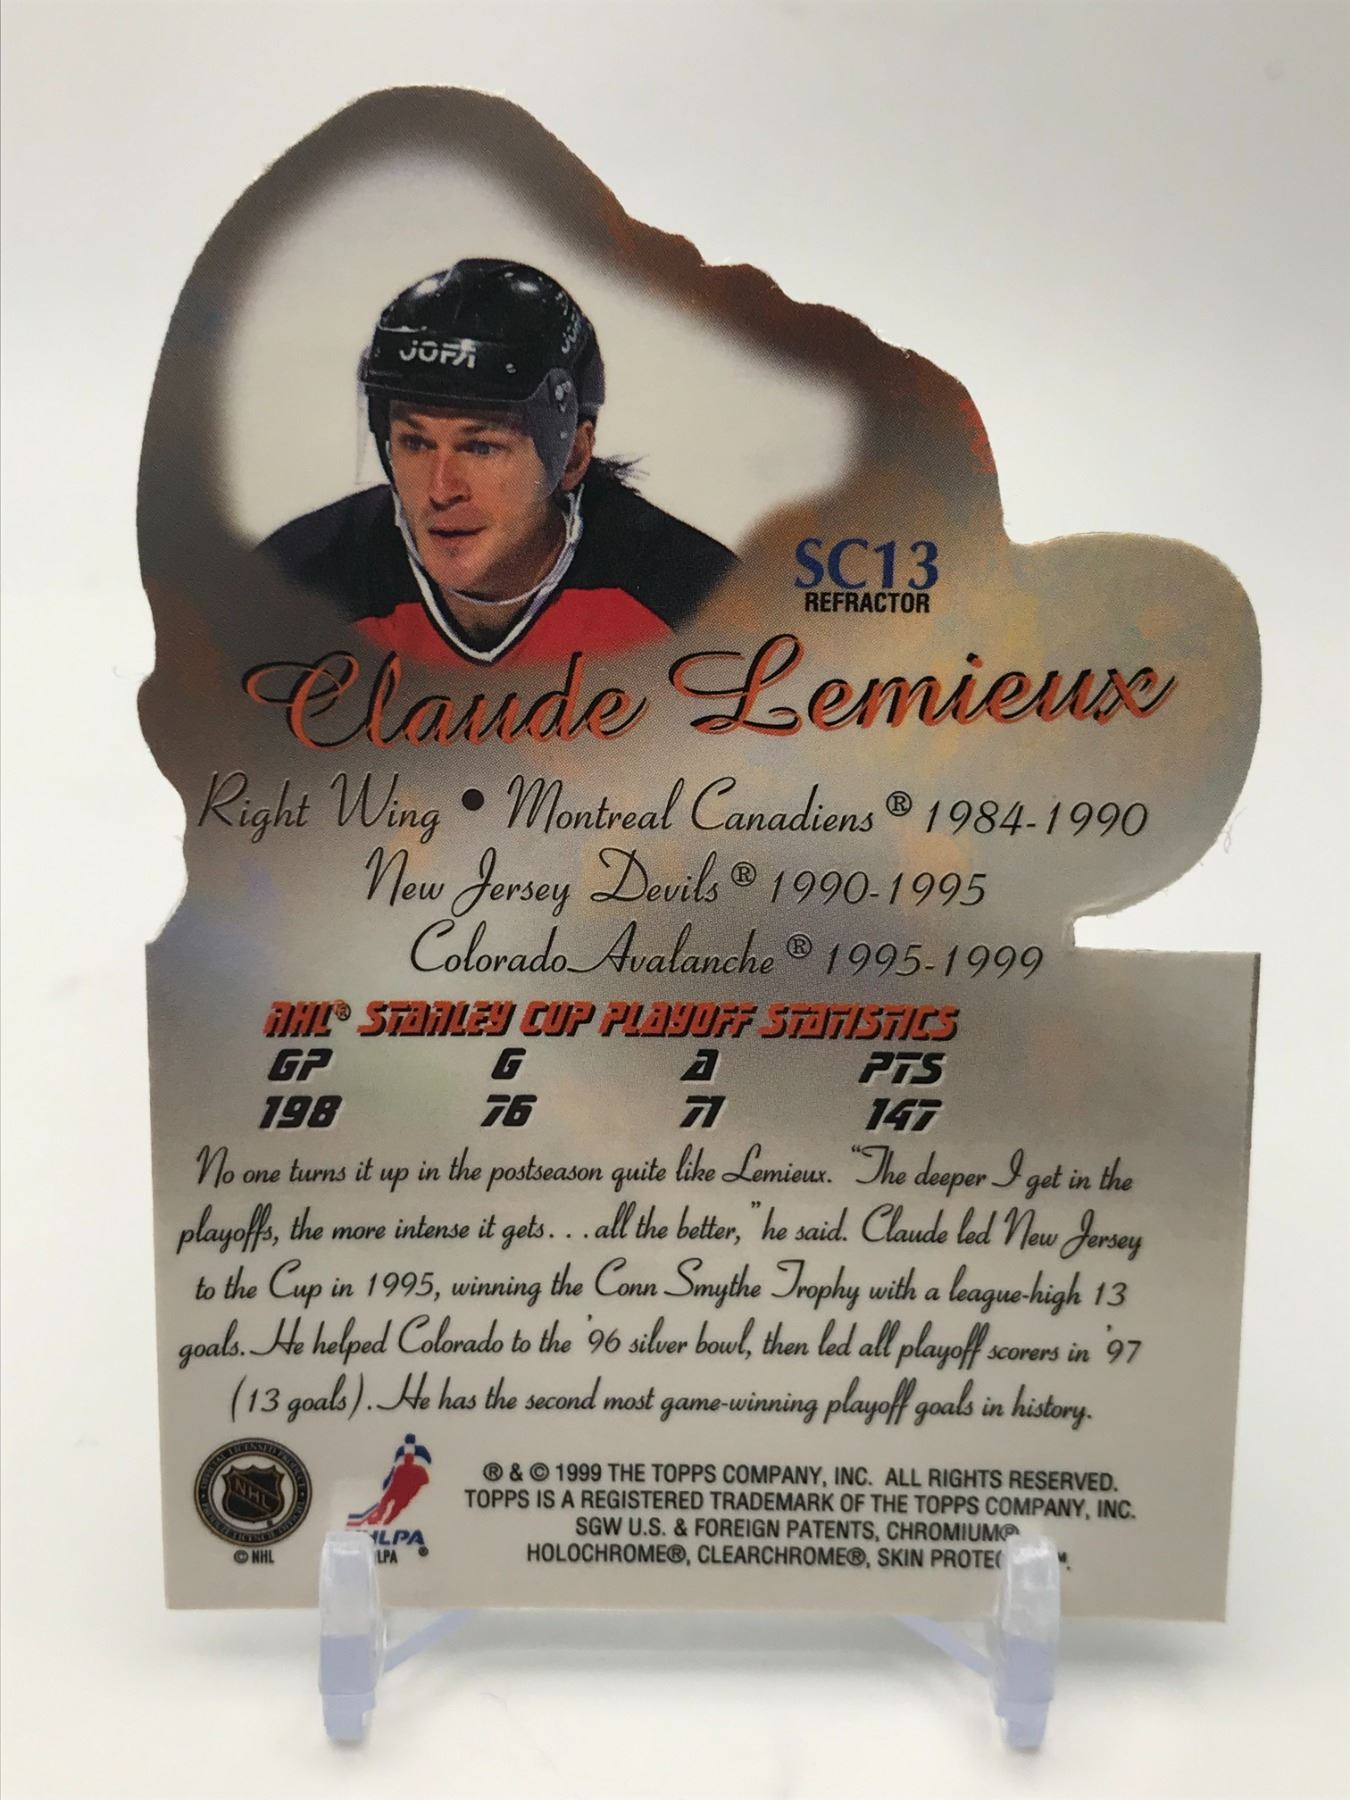 JOFA
JOFA
SC13
REFRACTOR
Claude Lemieux
Right Wing • Montreal Canadiens® 1984-1990
New Jersey Devils® 1990-1995
Colorado Avalanche® 1995-1999
NHL® STANLEY CUP PLAYOFF STATISTICS
GP G A PTS
198 76 71 147
No one turns it up in the postseason quite like Lemieux. "The deeper I get in the
playoffs, the more intense it gets. . .all the better," he said. Claude led New Jersey
to the Cup in 1995, winning the Conn Smythe Trophy with a league-high 13
goals. He helped Colorado to the '96 silver bowl, then led all playoff scorers in '97
(13 goals). He has the second most game-winning playoff goals in history.
NHL
© NHL
® & © 1999 THE TOPPS COMPANY, INC. ALL RIGHTS RESERVED.
TOPPS IS A REGISTERED TRADEMARK OF THE TOPPS COMPANY, INC.
SGW U.S. & FOREIGN PATENTS, CHROMIUM®
HOLOCHROME®, CLEARCHROME®, SKIN